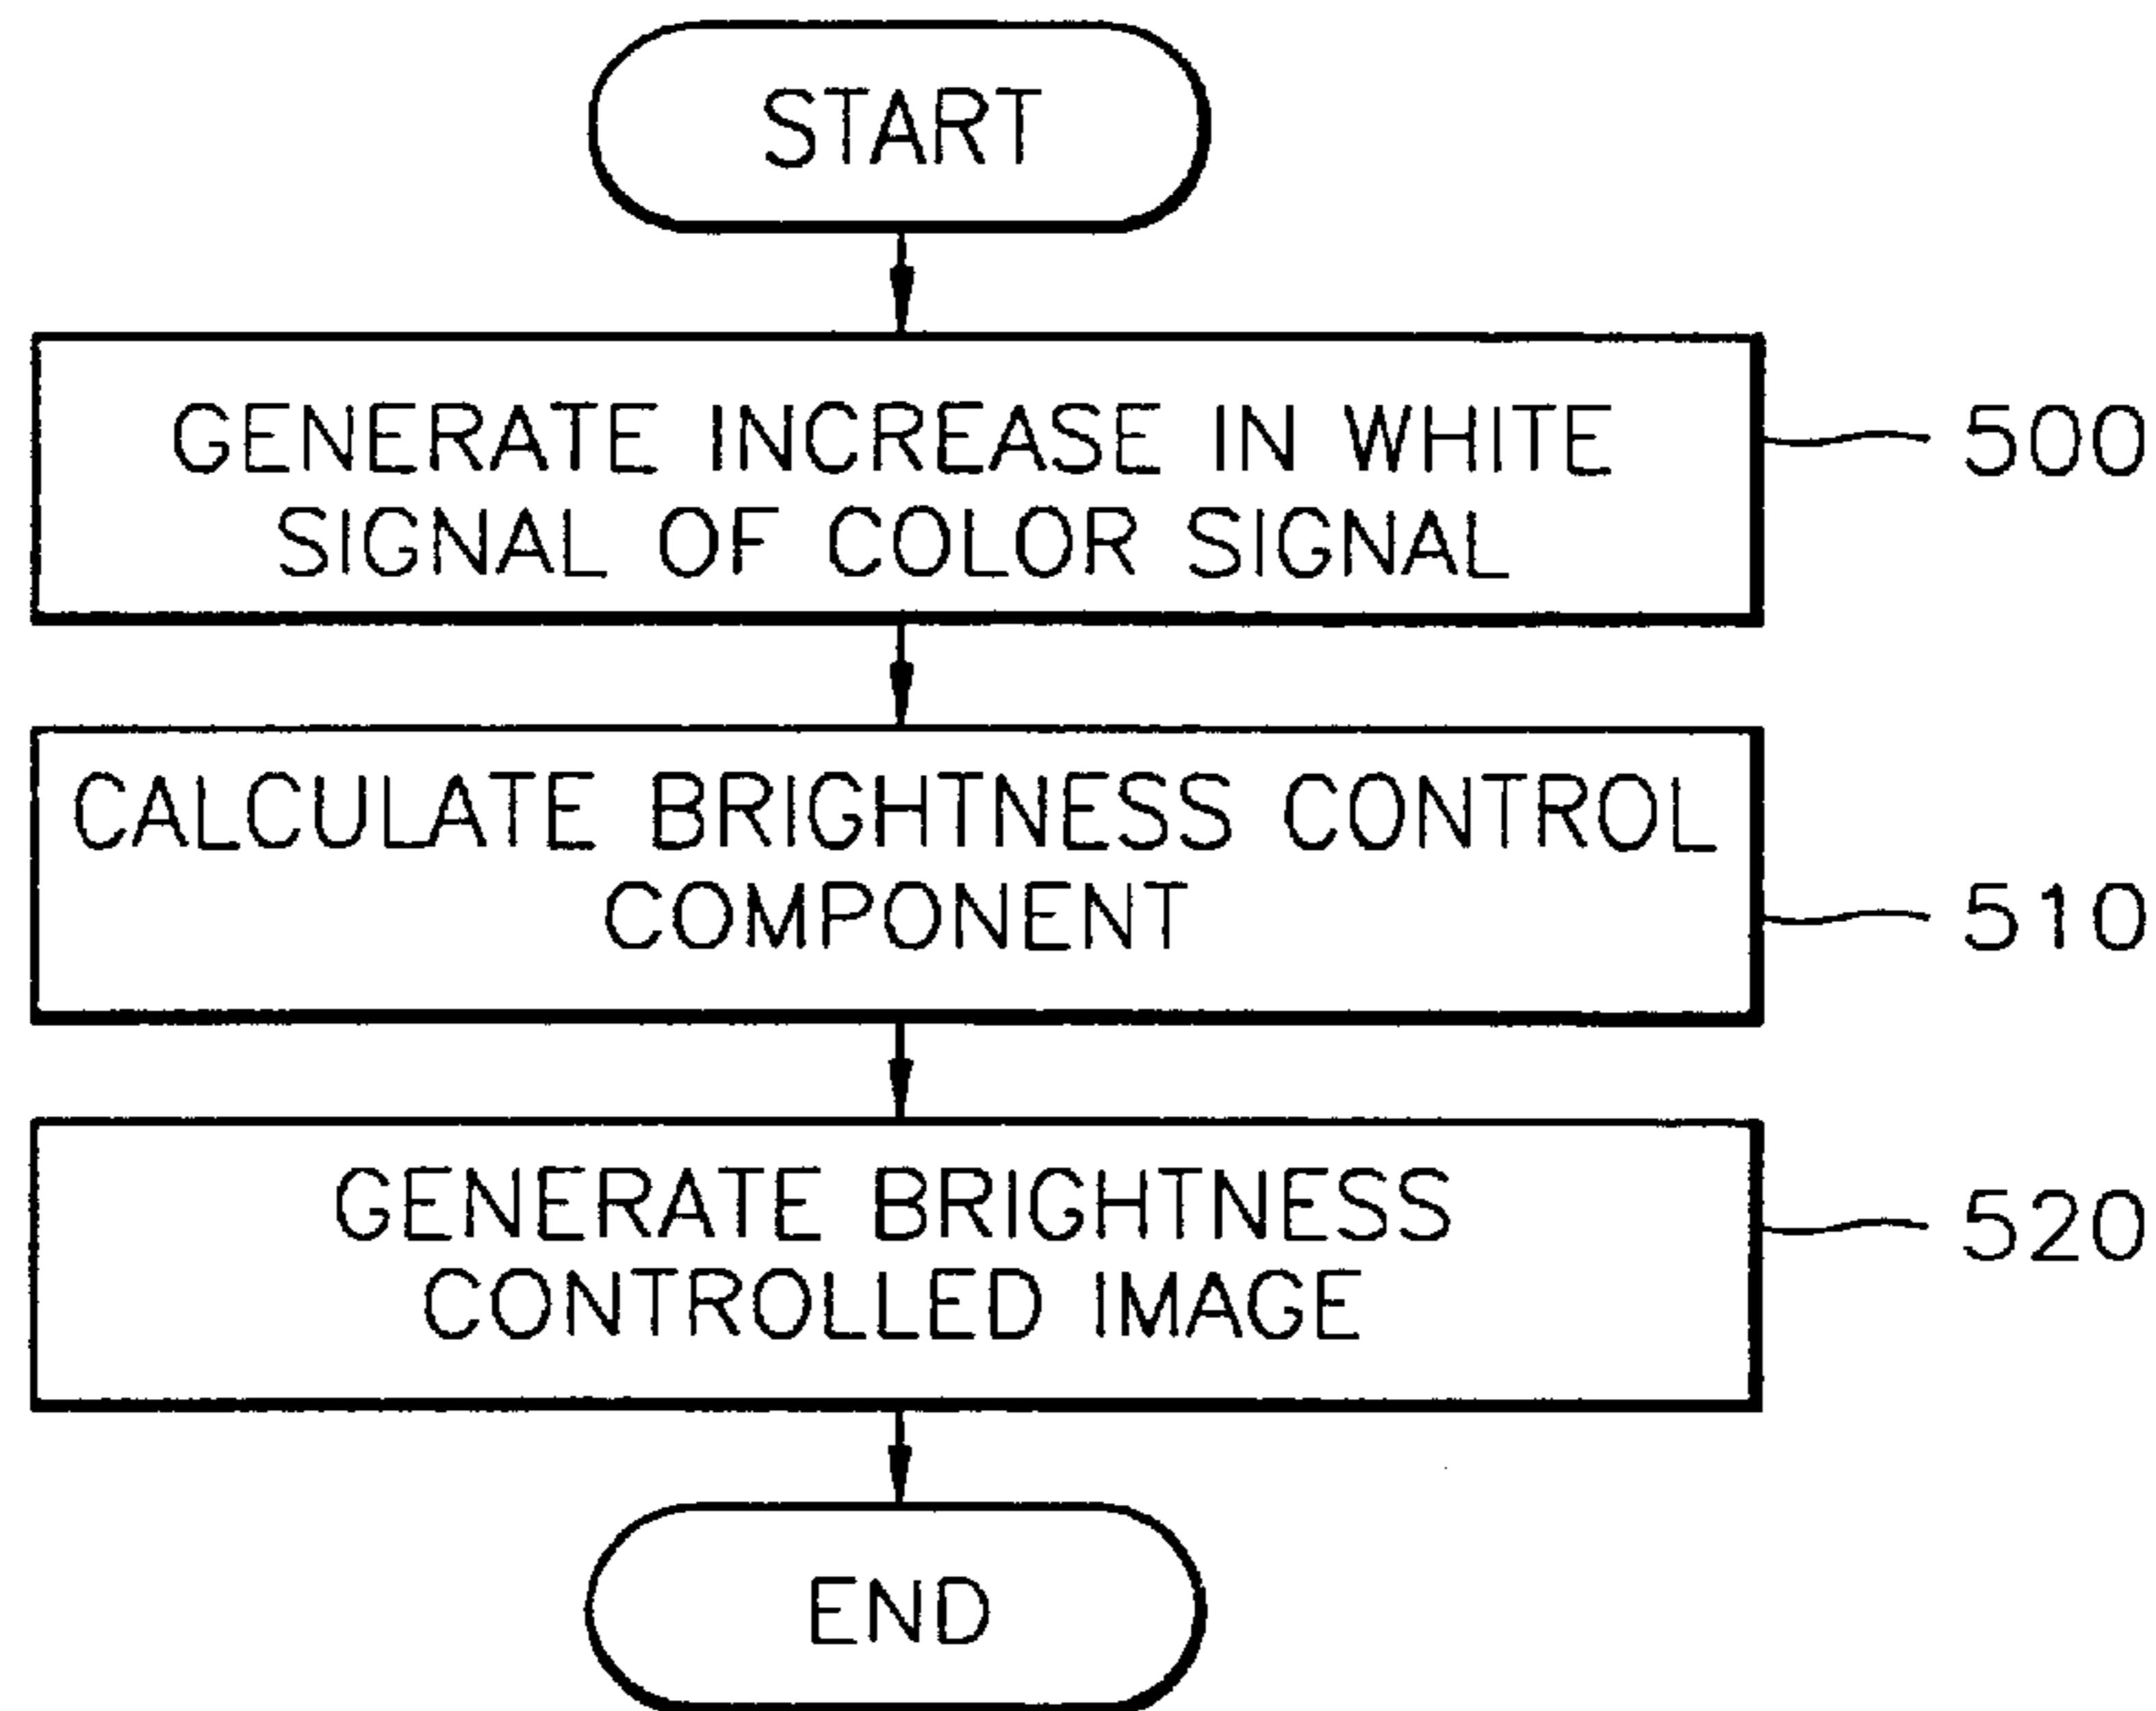 START
GENERATE INCREASE IN WHITE
SIGNAL OF COLOR SIGNAL
500
CALCULATE BRIGHTNESS CONTROL
COMPONENT
510
GENERATE BRIGHTNESS
CONTROLLED IMAGE
520
END